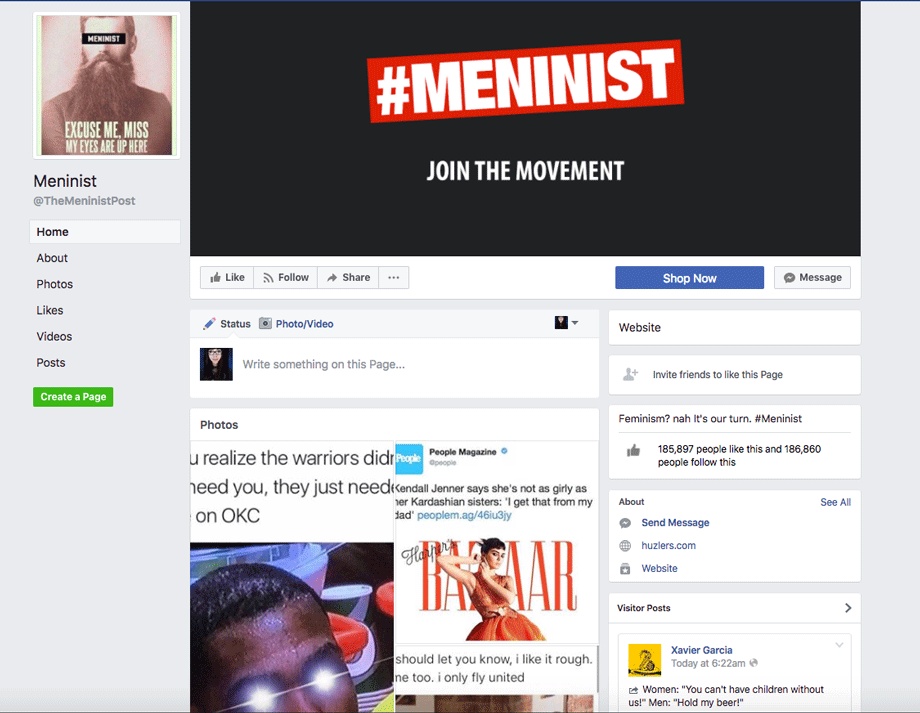 MENINIST
EXCUSE ME, MISS
MY EYES ARE UP HERE
Meninist
@TheMeninistPost
Home
About
Photos
Likes
Videos
Posts
Create a Page
#MENINIST
JOIN THE MOVEMENT
Like
Follow
Share
Shop Now
Message
Status
Photo/Video
Write something on this Page...
Photos
u realize the warriors didn
need you, they just neede
on OKC
People
People Magazine
@people
Kendall Jenner says she's not as girly as
her Kardashian sisters: 'I get that from my
dad' peoplem.ag/46iu3jy
Harper's
BAZAAR
should let you know, i like it rough.
me too. i only fly united
Website
Invite friends to like this Page
Feminism? nah It's our turn. #Meninist
185,897 people like this and 186,860
people follow this
About
See All
Send Message
huzlers.com
Website
Visitor Posts
Xavier Garcia
Today at 6:22am
Women: "You can't have children without
us!" Men: "Hold my beer!"